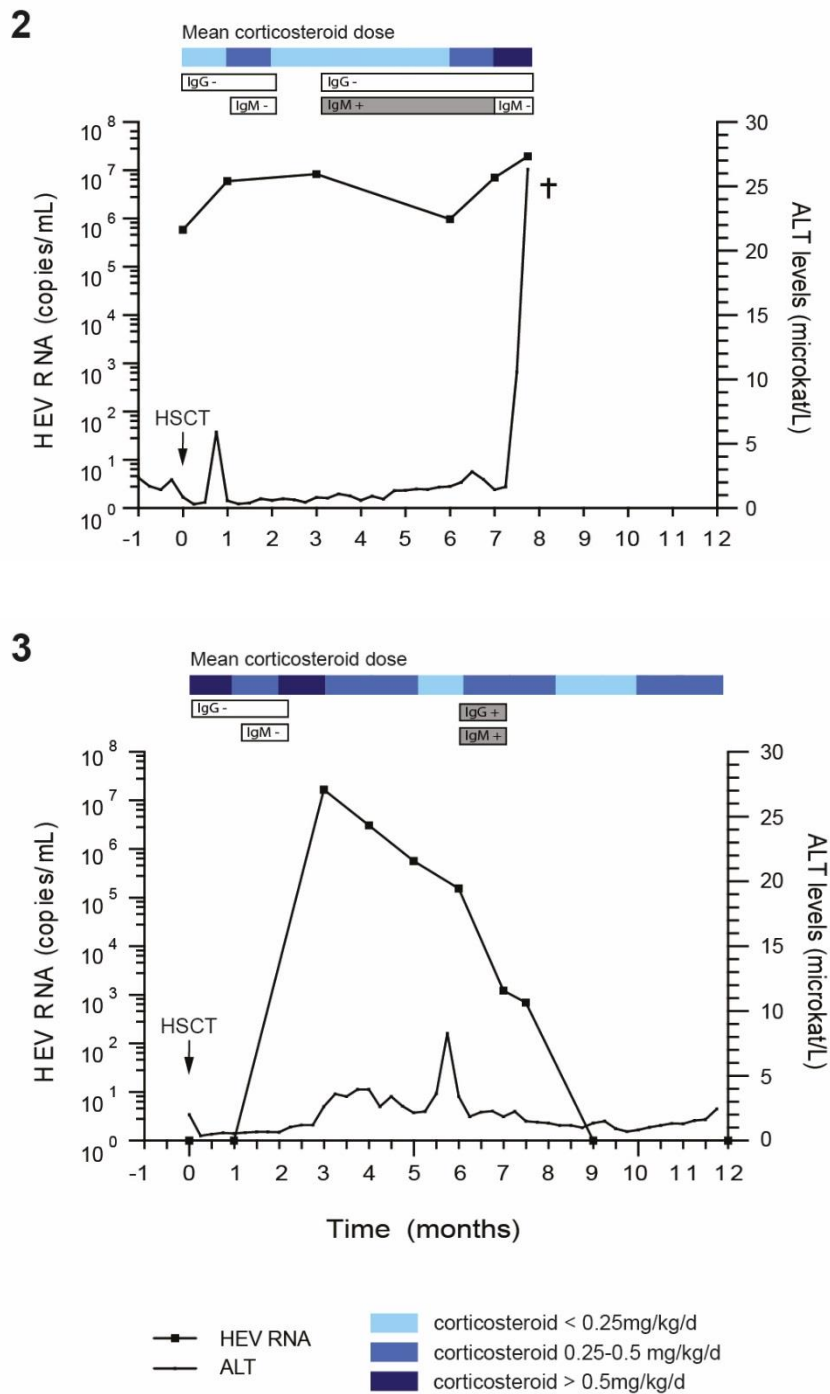 2
Mean corticosteroid dose
IgG - IgG -
IgM - IgM + IgM -
10 8 30
10 7 25
†
10 6 20
10 5
10 4 15
10 3 10
10 2
HSCT 5
10 1
10 0 0
-1 0 1 2 3 4 5 6 7 8 9 10 11 12
HEV RNA (copies/mL)
ALT levels (microkat/L)
3
Mean corticosteroid dose
IgG - IgG +
IgM - IgM +
10 8 30
10 7 25
10 6
10 5 20
10 4 15
10 3 10
HSCT
10 2
10 1 5
10 0 0
-1 0 1 2 3 4 5 6 7 8 9 10 11 12
HEV RNA (copies/mL)
ALT levels (microkat/L)
Time (months)
HEV RNA
ALT
corticosteroid < 0.25mg/kg/d
corticosteroid 0.25-0.5 mg/kg/d
corticosteroid > 0.5mg/kg/d